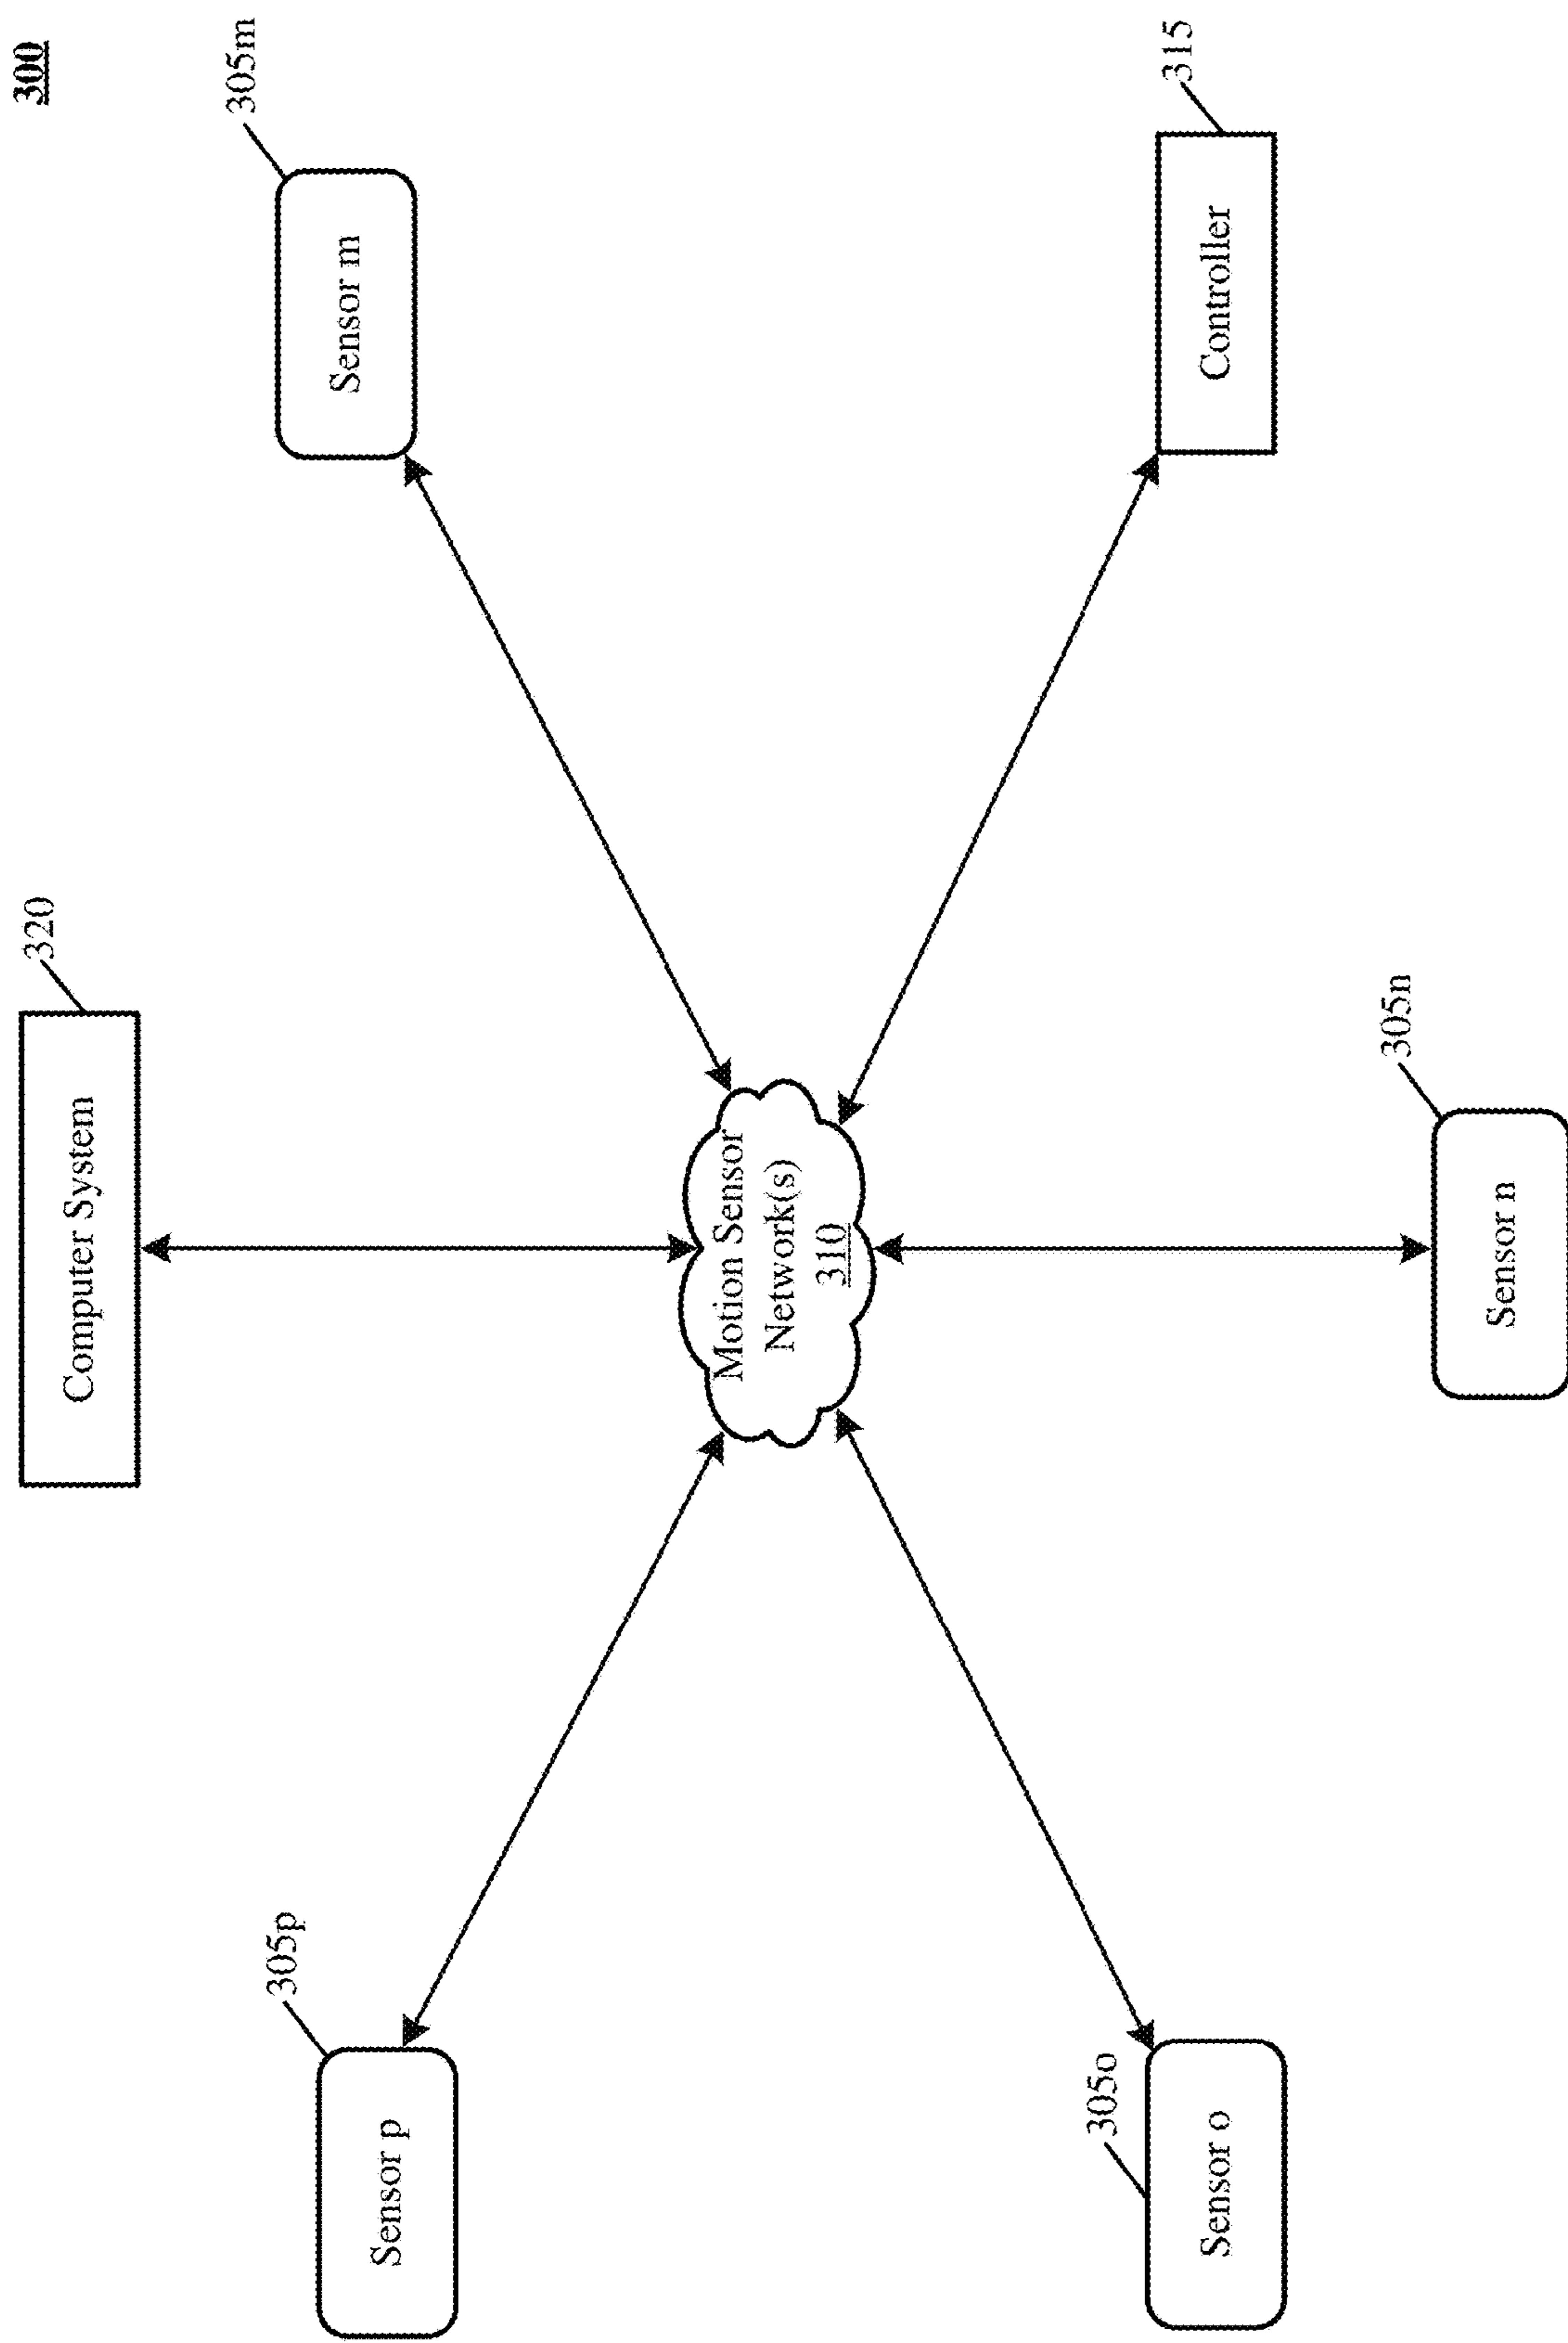 300
320
Computer System
305p
Sensor p
305m
Sensor m
Motion Sensor
Network(s)
310
305o
Sensor o
315
Controller
305n
Sensor n